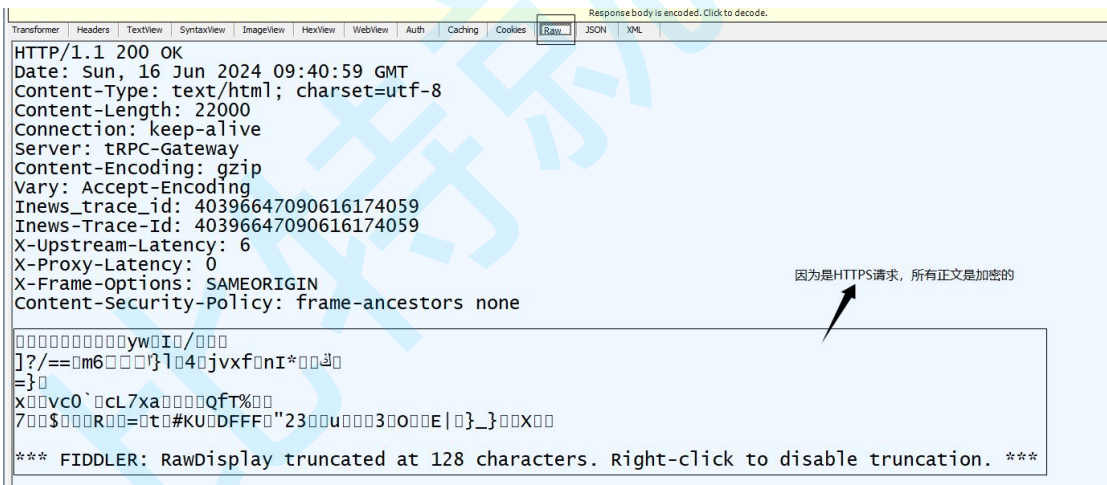 Response body is encoded. Click to decode.
Transformer Headers TextView SyntaxView ImageView HexView WebView Auth Caching Cookies Raw JSON XML
HTTP/1.1 200 OK
Date: Sun, 16 Jun 2024 09:40:59 GMT
Content-Type: text/html; charset=utf-8
Content-Length: 22000
Connection: keep-alive
Server: tRPC-Gateway
Content-Encoding: gzip
Vary: Accept-Encoding
Inews_trace_id: 40396647090616174059
Inews-Trace-Id: 40396647090616174059
X-Upstream-Latency: 6
X-Proxy-Latency: 0
X-Frame-Options: SAMEORIGIN
因为是HTTPS请求，所有正文是加密的
Content-Security-Policy: frame-ancestors none
*** FIDDLER: RawDisplay truncated at 128 characters. Right-click to disable truncation. ***